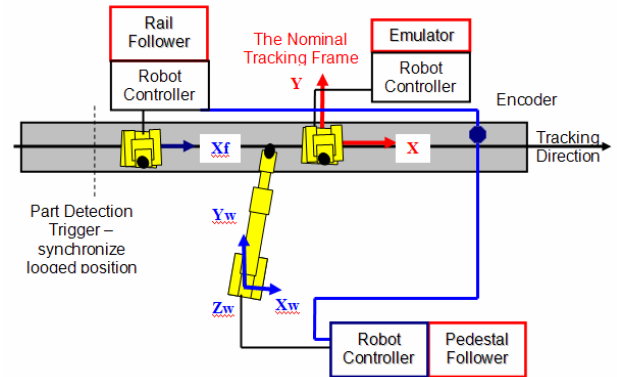 Rail
Follower
Robot
Controller
The Nominal
Tracking Frame
Y
Emulator
Robot
Controller
Encoder
Xf
X
Tracking
Direction
Part Detection
Trigger –
synchronize
logged position
Yw
Xw
Zw
Robot
Controller
Pedestal
Follower